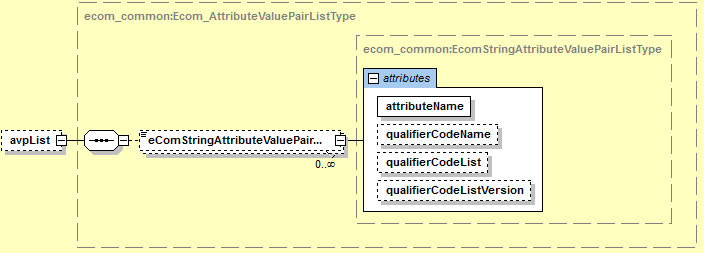 ecom_common:Ecom_AttributeValuePairListType
ecom_common:EcomStringAttributeValuePairListType
attributes
attributeName
avpList
eComStringAttributeValuePair...
qualifierCodeName
0..∞
qualifierCodeList
qualifierCodeListVersion